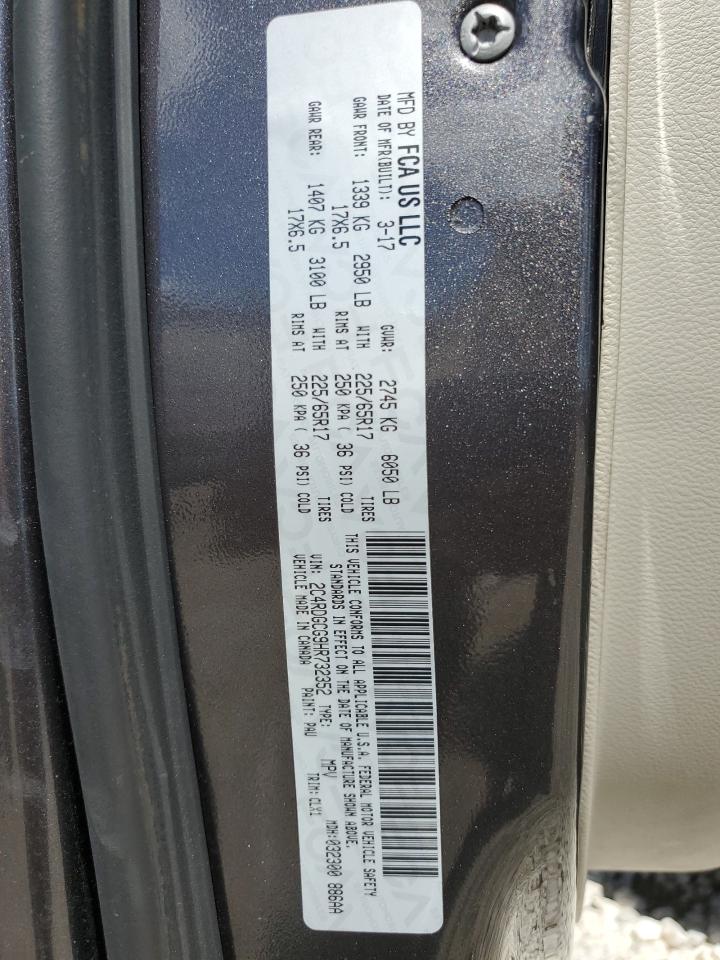 MFD BY FCA US LLC
DATE OF MFR(BUILT): 3-17 GVWR: 2745 KG 6050 LB
GAWR FRONT: 1339 KG 2950 LB WITH 225/65R17 TIRES
17X6.5 RIMS AT 250 KPA ( 36 PSI) COLD
GAWR REAR: 1407 KG 3100 LB WITH 225/65R17 TIRES
17X6.5 RIMS AT 250 KPA ( 36 PSI) COLD
THIS VEHICLE CONFORMS TO ALL APPLICABLE U.S.A. FEDERAL MOTOR VEHICLE SAFETY
STANDARDS IN EFFECT ON THE DATE OF MANUFACTURE SHOWN ABOVE.
VIN: 2C4RDGCG9HR732352 TYPE: MPV MDH:032300 886AA
VEHICLE MADE IN CANADA PAINT: PAU TRIM:CLX1